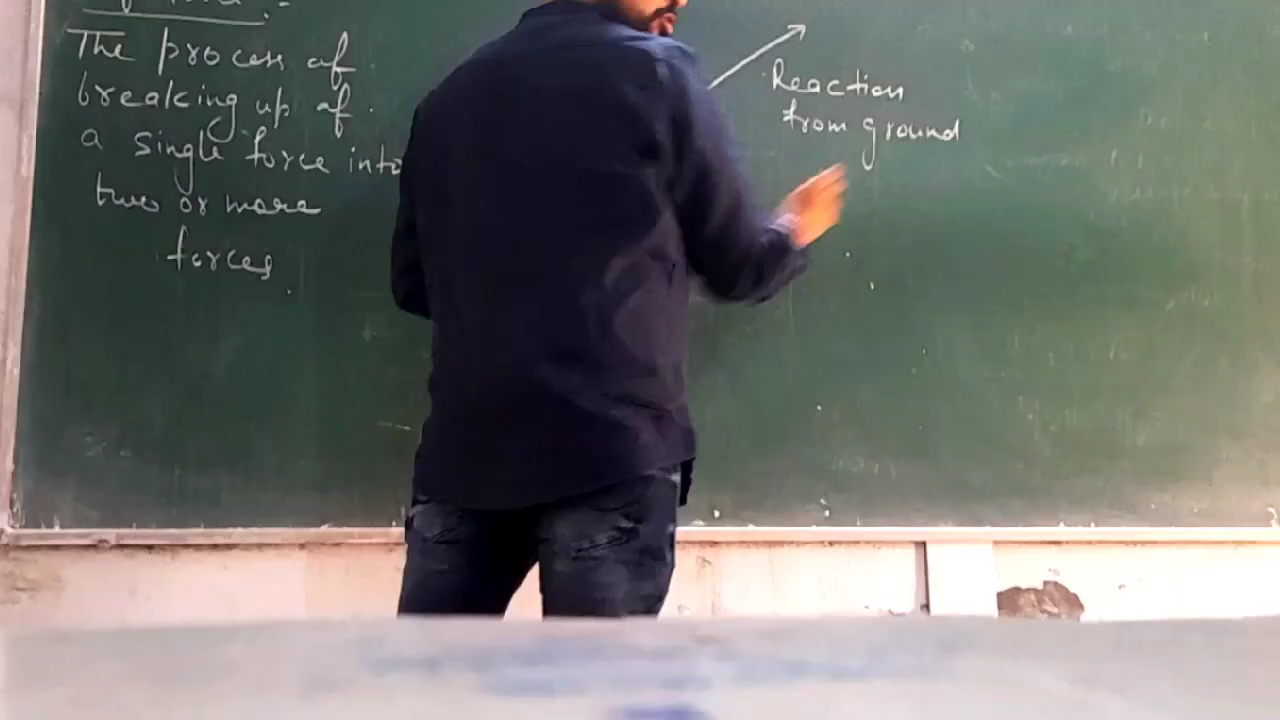 The process of
breaking up of
a single force into
two or more
forces.
Reaction
from ground